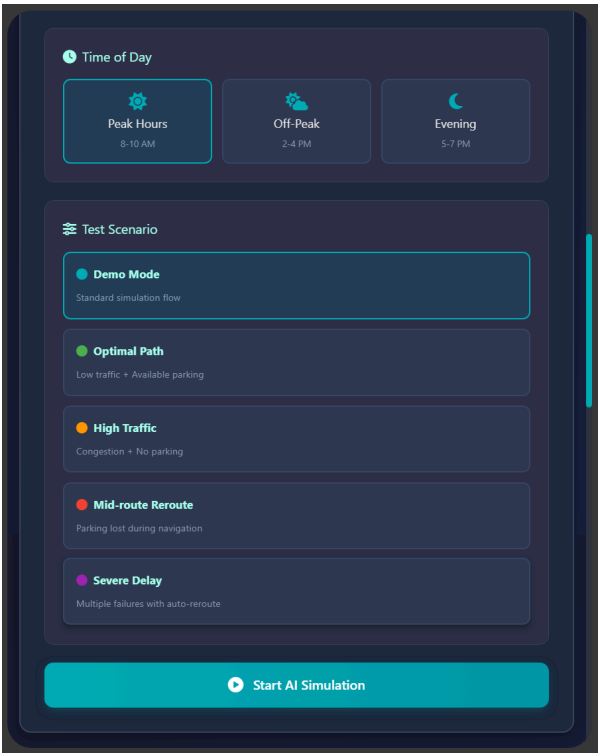 Time of Day
Peak Hours
8-10 AM
Off-Peak
2-4 PM
Evening
5-7 PM
Test Scenario
Demo Mode
Standard simulation flow
Optimal Path
Low traffic + Available parking
High Traffic
Congestion + No parking
Mid-route Reroute
Parking lost during navigation
Severe Delay
Multiple failures with auto-reroute
Start AI Simulation